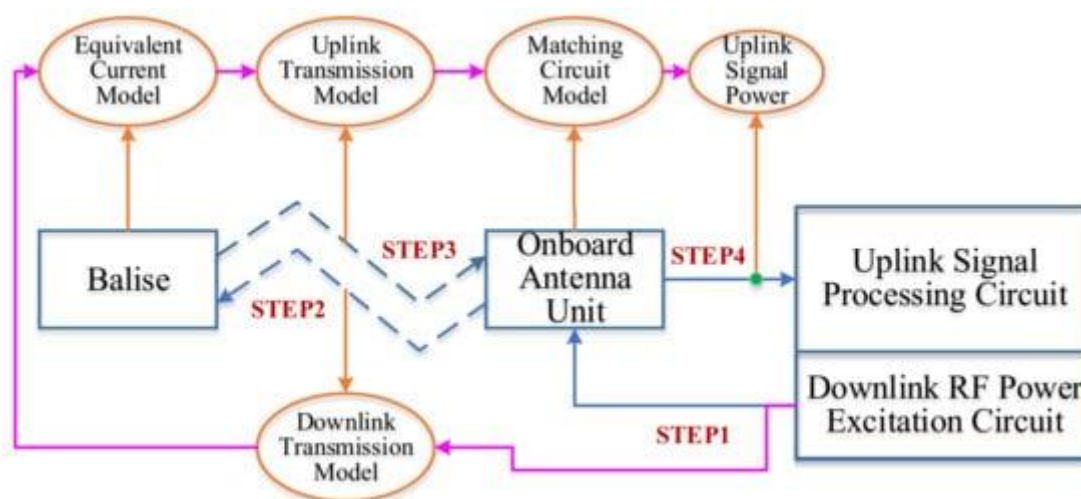 Equivalent
Current
Model
Uplink
Transmission
Model
Matching
Circuit
Model
Uplink
Signal
Power
Balise
STEP3
STEP2
Onboard
Antenna
Unit
STEP4
Uplink Signal
Processing Circuit
Downlink RF Power
Excitation Circuit
STEP1
Downlink
Transmission
Model